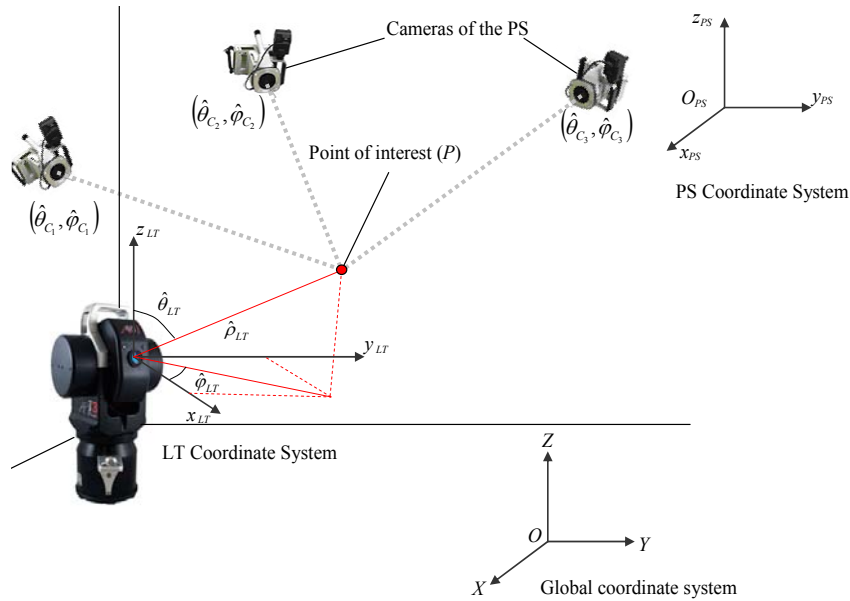 Cameras of the PS
z_PS
(θ̂_C₂, φ̂_C₂)
O_PS
y_PS
(θ̂_C₃, φ̂_C₃)
x_PS
Point of interest (P)
PS Coordinate System
(θ̂_C₁, φ̂_C₁)
z_LT
θ̂_LT
ρ̂_LT
y_LT
φ̂_LT
x_LT
LT Coordinate System
Z
O
Y
X
Global coordinate system